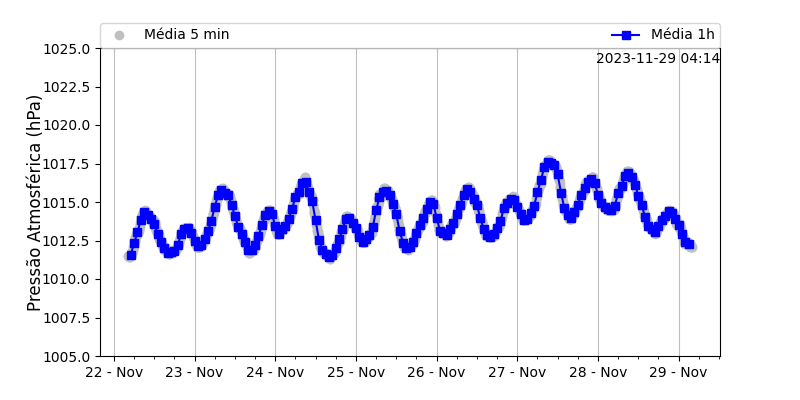 Média 5 min
Média 1h
2023-11-29 04:14
Pressão Atmosférica (hPa)
1025.0
1022.5
1020.0
1017.5
1015.0
1012.5
1010.0
1007.5
1005.0
22 - Nov
23 - Nov
24 - Nov
25 - Nov
26 - Nov
27 - Nov
28 - Nov
29 - Nov